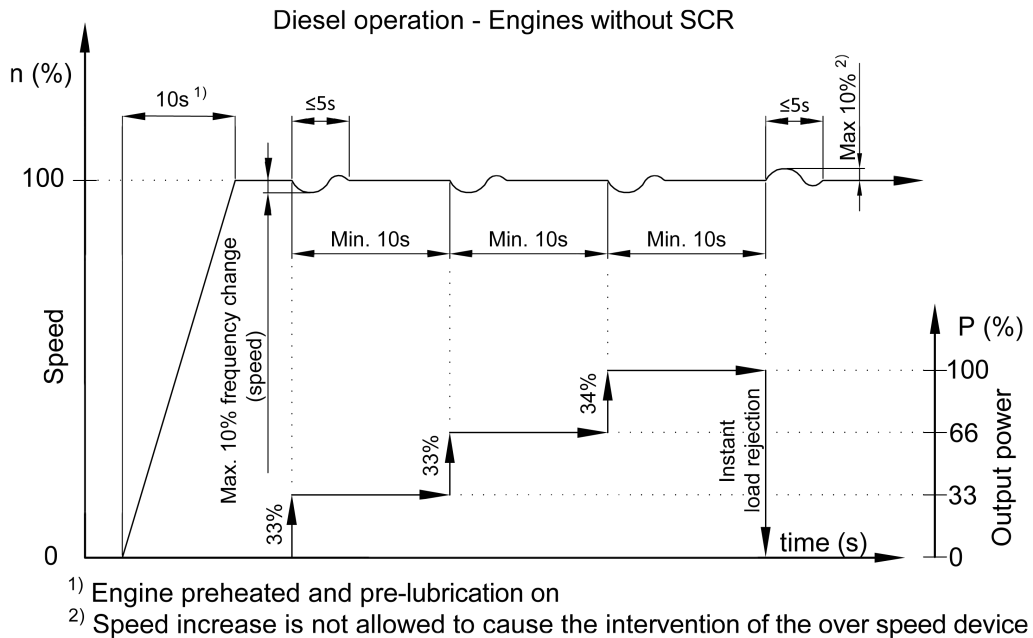 Diesel operation - Engines without SCR
n (%)
10s 1)
≤5s
≤5s
Max 10% 2)
100
Min. 10s
Min. 10s
Min. 10s
Max. 10% frequency change
(speed)
Speed
P (%)
100
34%
66
33%
Instant
load rejection
33
33%
Output power
0
time (s)
0
1) Engine preheated and pre-lubrication on
2) Speed increase is not allowed to cause the intervention of the over speed device